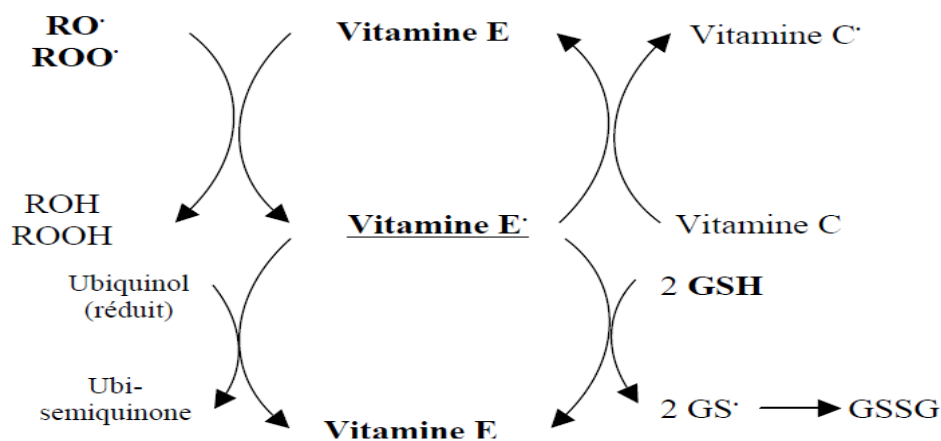 RO· Vitamine E Vitamine C·
ROO·
ROH Vitamine E· Vitamine C
ROOH
Ubiquinol 2 GSH
(réduit)
Ubi-
semiquinone 2 GS· GSSG
Vitamine E